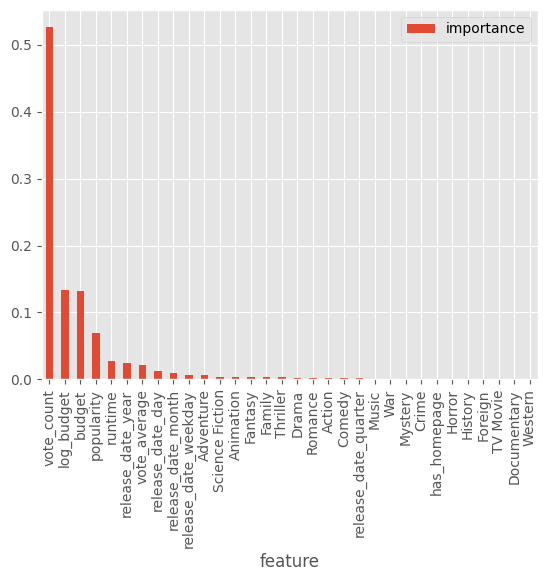 importance
0.5
0.4
0.3
0.2
0.1
0.0
vote_count
log_budget
budget
popularity
runtime
release_date_year
vote_average
release_date_day
release_date_month
release_date_weekday
Adventure
Science Fiction
Animation
Fantasy
Family
Thriller
Drama
Romance
Action
Comedy
release_date_quarter
Music
War
Mystery
Crime
has_homepage
Horror
History
Foreign
TV Movie
Documentary
Western
feature